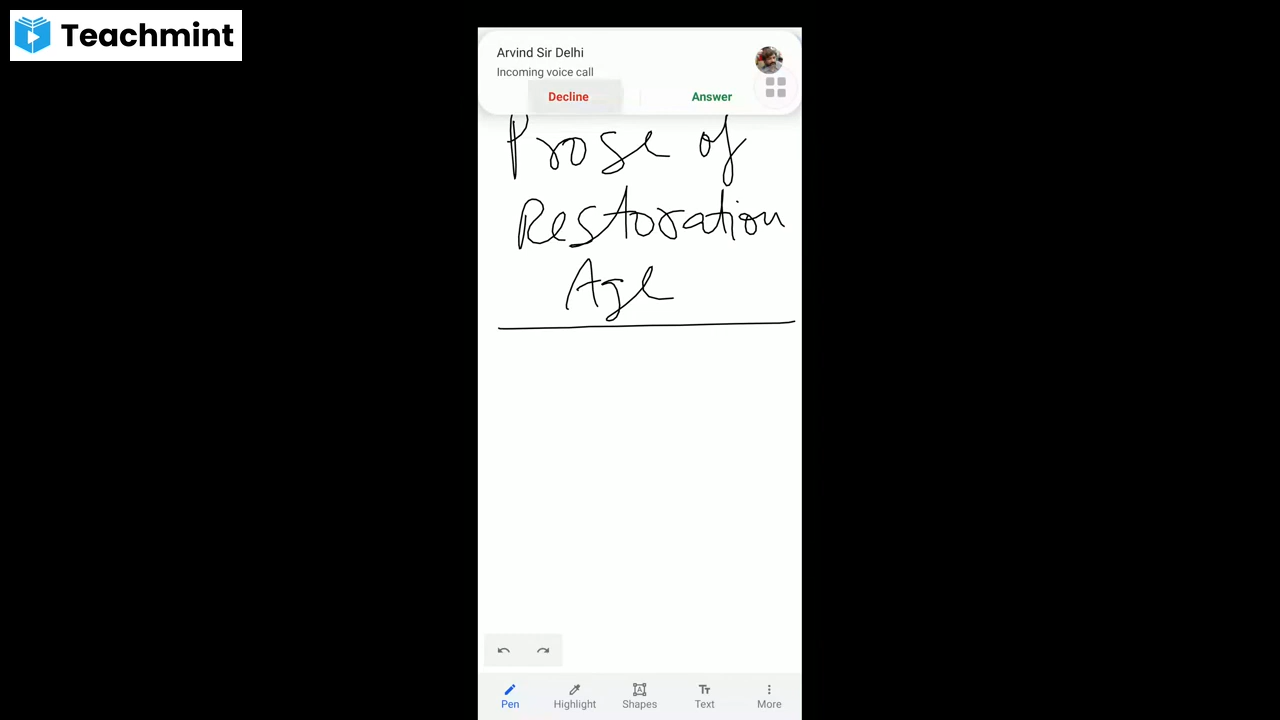 Teachmint
Arvind Sir Delhi
Incoming voice call
Decline
Answer
Prose of
Restoration
Age
Pen
Highlight
Shapes
Text
More